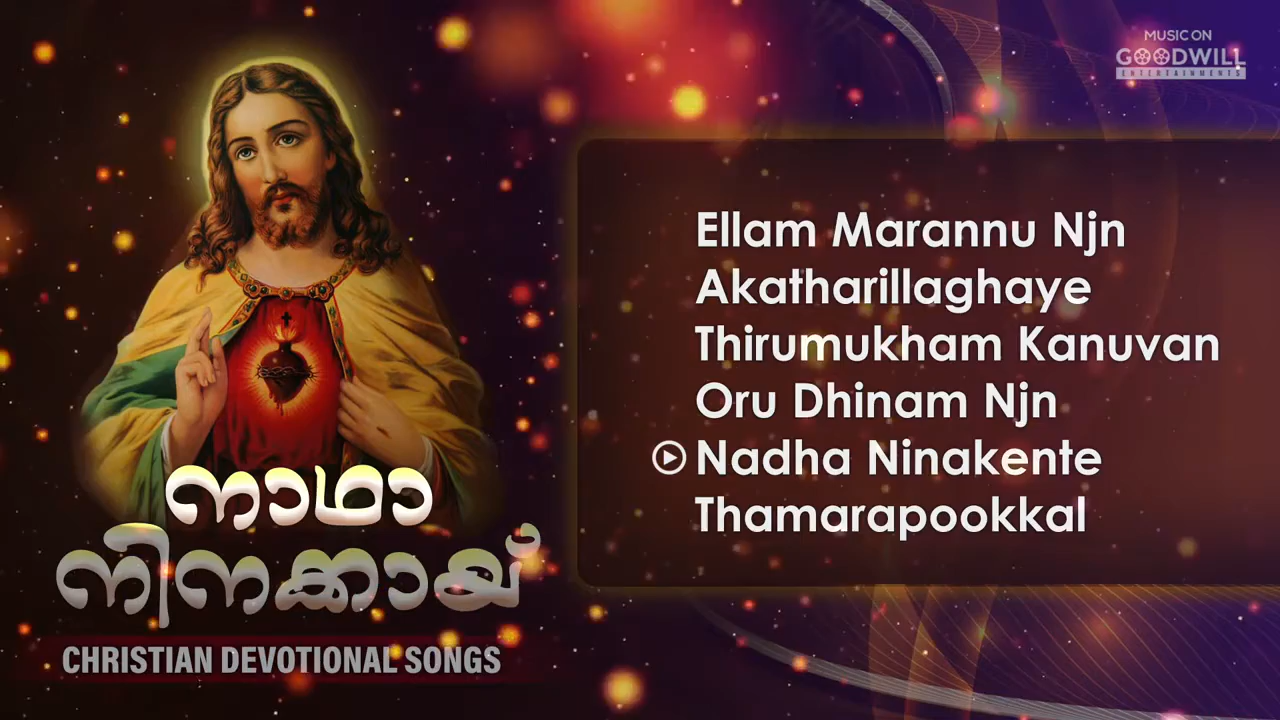 MUSIC ON
GOODWILL
ENTERTAINMENTS
Ellam Marannu Njn
Akatharillaghaye
Thirumukham Kanuvan
Oru Dhinam Njn
Nadha Ninakente
Thamarapookkal
നാഥാ
നിനക്കായ്
CHRISTIAN DEVOTIONAL SONGS